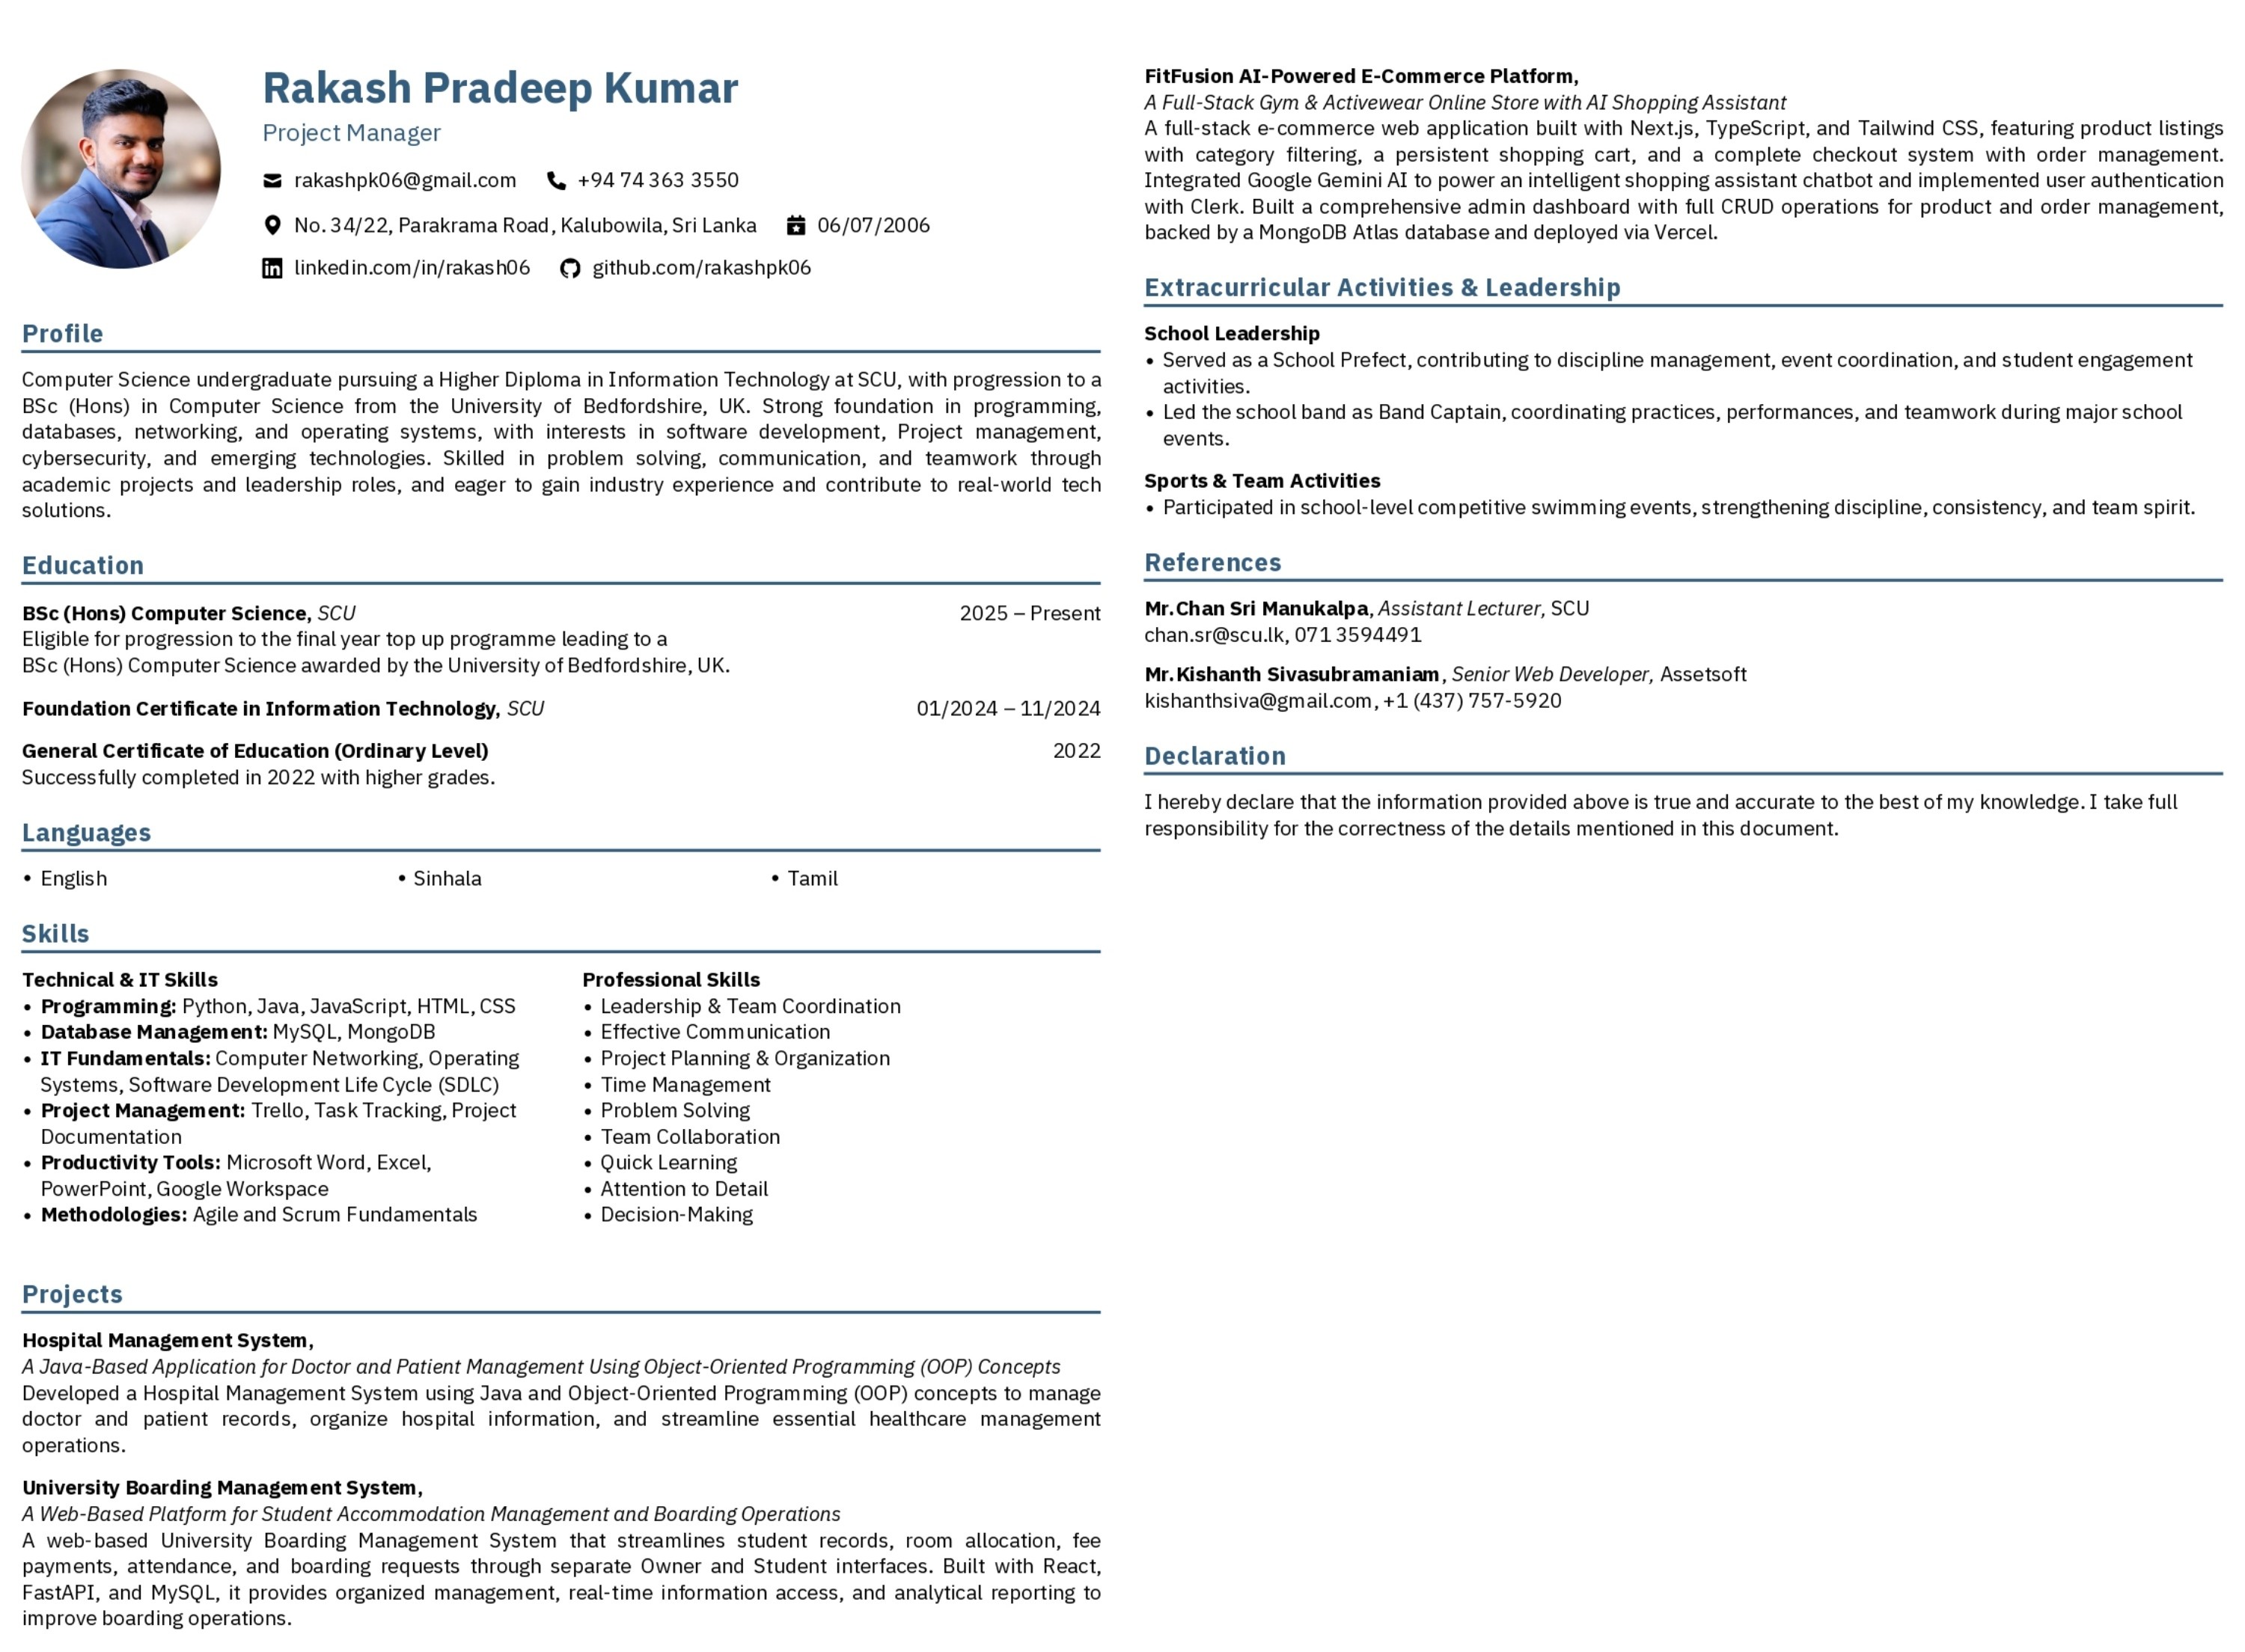 Rakash Pradeep Kumar
Project Manager
rakashpk06@gmail.com +94 74 363 3550
No. 34/22, Parakrama Road, Kalubowila, Sri Lanka 06/07/2006
linkedin.com/in/rakash06 github.com/rakashpk06
Profile
Computer Science undergraduate pursuing a Higher Diploma in Information Technology at SCU, with progression to a
BSc (Hons) in Computer Science from the University of Bedfordshire, UK. Strong foundation in programming,
databases, networking, and operating systems, with interests in software development, Project management,
cybersecurity, and emerging technologies. Skilled in problem solving, communication, and teamwork through
academic projects and leadership roles, and eager to gain industry experience and contribute to real-world tech
solutions.
Education
BSc (Hons) Computer Science, SCU 2025 – Present
Eligible for progression to the final year top up programme leading to a
BSc (Hons) Computer Science awarded by the University of Bedfordshire, UK.
Foundation Certificate in Information Technology, SCU 01/2024 – 11/2024
General Certificate of Education (Ordinary Level) 2022
Successfully completed in 2022 with higher grades.
Languages
• English • Sinhala • Tamil
Skills
Technical & IT Skills
• Programming: Python, Java, JavaScript, HTML, CSS
• Database Management: MySQL, MongoDB
• IT Fundamentals: Computer Networking, Operating
Systems, Software Development Life Cycle (SDLC)
• Project Management: Trello, Task Tracking, Project
Documentation
• Productivity Tools: Microsoft Word, Excel,
PowerPoint, Google Workspace
• Methodologies: Agile and Scrum Fundamentals
Professional Skills
• Leadership & Team Coordination
• Effective Communication
• Project Planning & Organization
• Time Management
• Problem Solving
• Team Collaboration
• Quick Learning
• Attention to Detail
• Decision-Making
Projects
Hospital Management System,
A Java-Based Application for Doctor and Patient Management Using Object-Oriented Programming (OOP) Concepts
Developed a Hospital Management System using Java and Object-Oriented Programming (OOP) concepts to manage
doctor and patient records, organize hospital information, and streamline essential healthcare management
operations.
University Boarding Management System,
A Web-Based Platform for Student Accommodation Management and Boarding Operations
A web-based University Boarding Management System that streamlines student records, room allocation, fee
payments, attendance, and boarding requests through separate Owner and Student interfaces. Built with React,
FastAPI, and MySQL, it provides organized management, real-time information access, and analytical reporting to
improve boarding operations.
FitFusion AI-Powered E-Commerce Platform,
A Full-Stack Gym & Activewear Online Store with AI Shopping Assistant
A full-stack e-commerce web application built with Next.js, TypeScript, and Tailwind CSS, featuring product listings
with category filtering, a persistent shopping cart, and a complete checkout system with order management.
Integrated Google Gemini AI to power an intelligent shopping assistant chatbot and implemented user authentication
with Clerk. Built a comprehensive admin dashboard with full CRUD operations for product and order management,
backed by a MongoDB Atlas database and deployed via Vercel.
Extracurricular Activities & Leadership
School Leadership
• Served as a School Prefect, contributing to discipline management, event coordination, and student engagement
activities.
• Led the school band as Band Captain, coordinating practices, performances, and teamwork during major school
events.
Sports & Team Activities
• Participated in school-level competitive swimming events, strengthening discipline, consistency, and team spirit.
References
Mr.Chan Sri Manukalpa, Assistant Lecturer, SCU
chan.sr@scu.lk, 071 3594491
Mr.Kishanth Sivasubramaniam, Senior Web Developer, Assetsoft
kishanthsiva@gmail.com, +1 (437) 757-5920
Declaration
I hereby declare that the information provided above is true and accurate to the best of my knowledge. I take full
responsibility for the correctness of the details mentioned in this document.